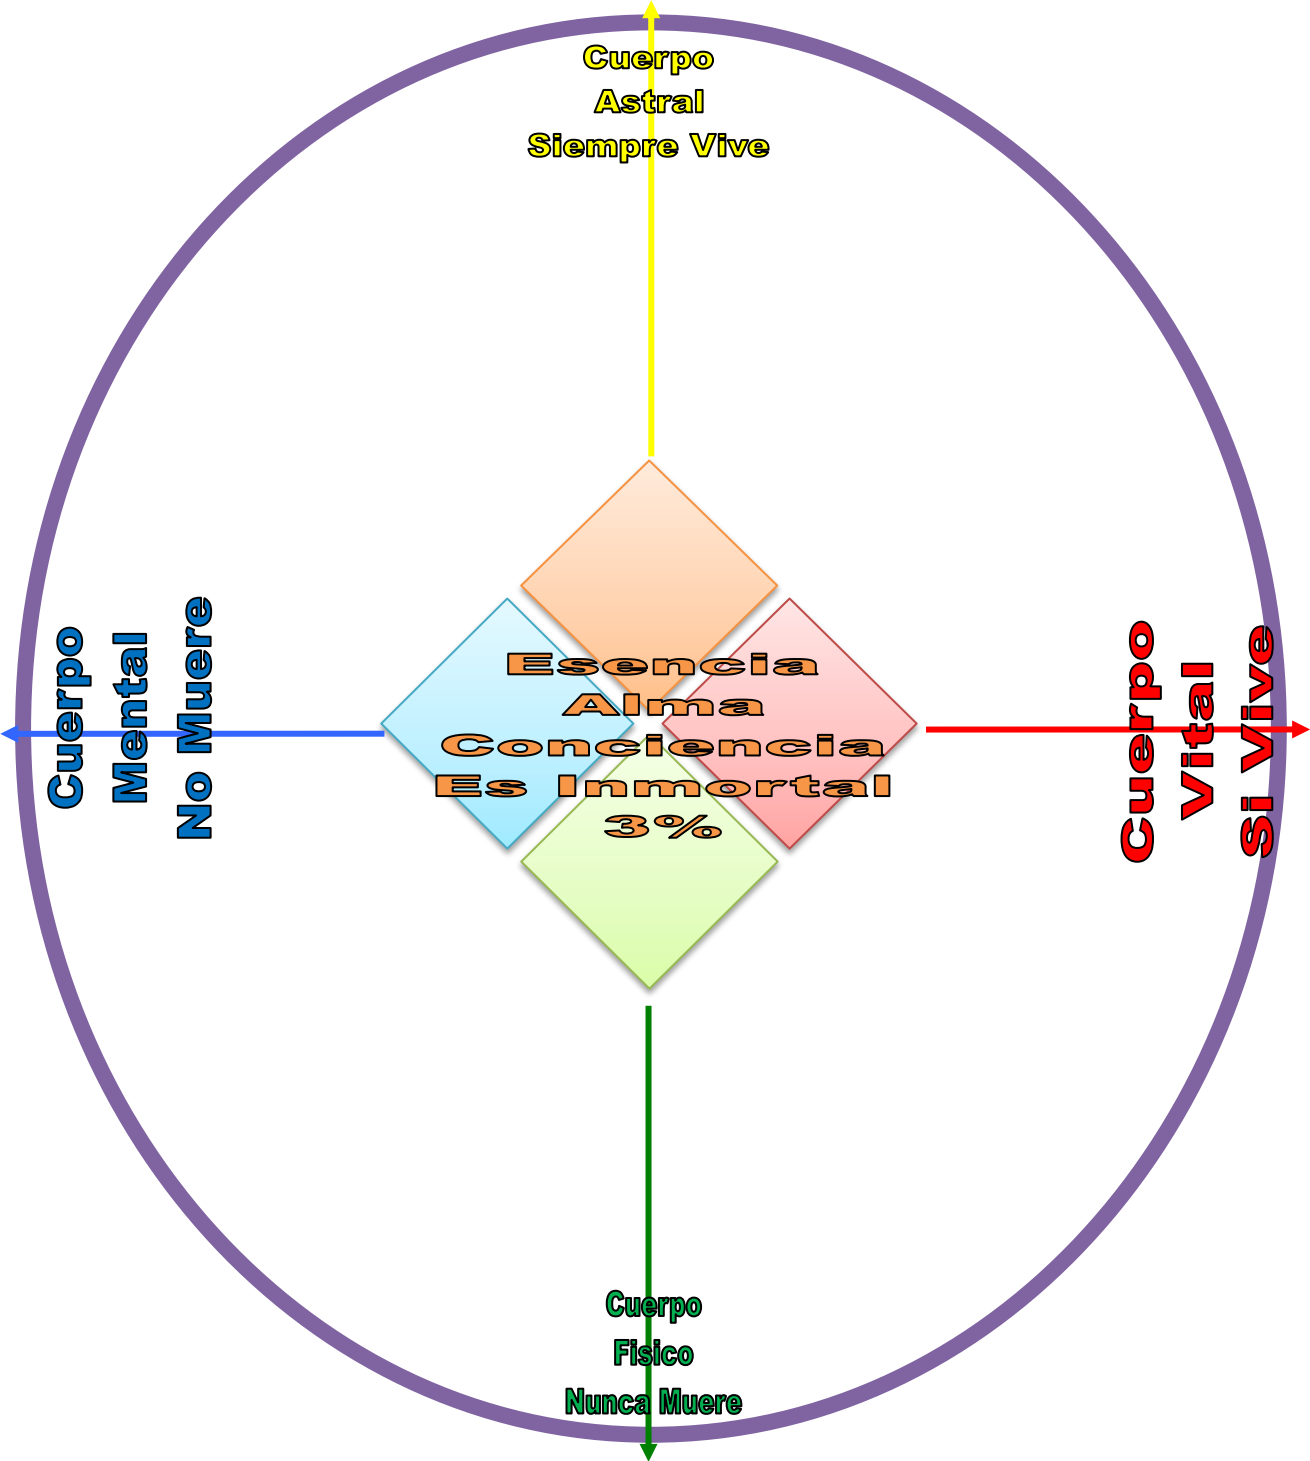 Cuerpo
Astral
Siempre Vive
Cuerpo
Mental
No Muere
Esencia
Alma
Conciencia
Es Inmortal
3%
Cuerpo
Vital
Si Vive
Cuerpo
Fisico
Nunca Muere